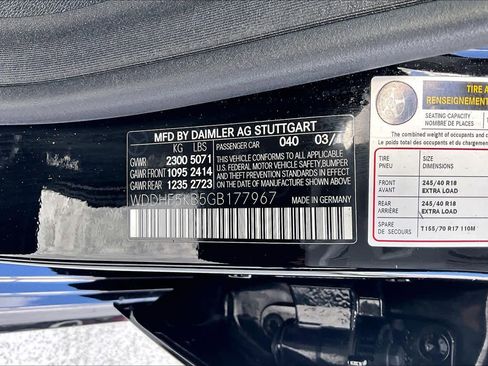 MFD BY DAIMLER AG STUTTGART
KG LBS PASSENGER CAR 040 03/
GVWR 2300 5071
GAWR FRONT 1095 2414
GAWR REAR 1235 2723
THIS VEHICLE CONFORMS TO ALL APPLICABLE
U.S. FEDERAL MOTOR VEHICLE SAFETY, BUMPER
AND THEFT PREVENTION STANDARDS IN EFFECT
ON THE DATE OF MANUFACTURE SHOWN ABOVE.
WDDHF5KB5GB177967
MADE IN GERMANY
TIRE
RENSEIGNEMENT
SEATING CAPACITY
NOMBRE DE PLACES
The combined weight of occupants and
Le poids total des occupants et du
TIRE
PNEU
SIZE
DIMENSIONS
FRONT
AVANT
245/40 R18
EXTRA LOAD
REAR
ARRIÈRE
245/40 R18
EXTRA LOAD
SPARE
DE SECOURS
T155/70 R17 110M